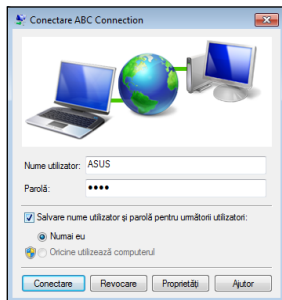 Conectare ABC Connection
Nume utilizator: ASUS
Parolă: ••••
Salvare nume utilizator și parolă pentru următorii utilizatori:
Numai eu
Oricine utilizează computerul
Conectare Revocare Proprietăți Ajutor